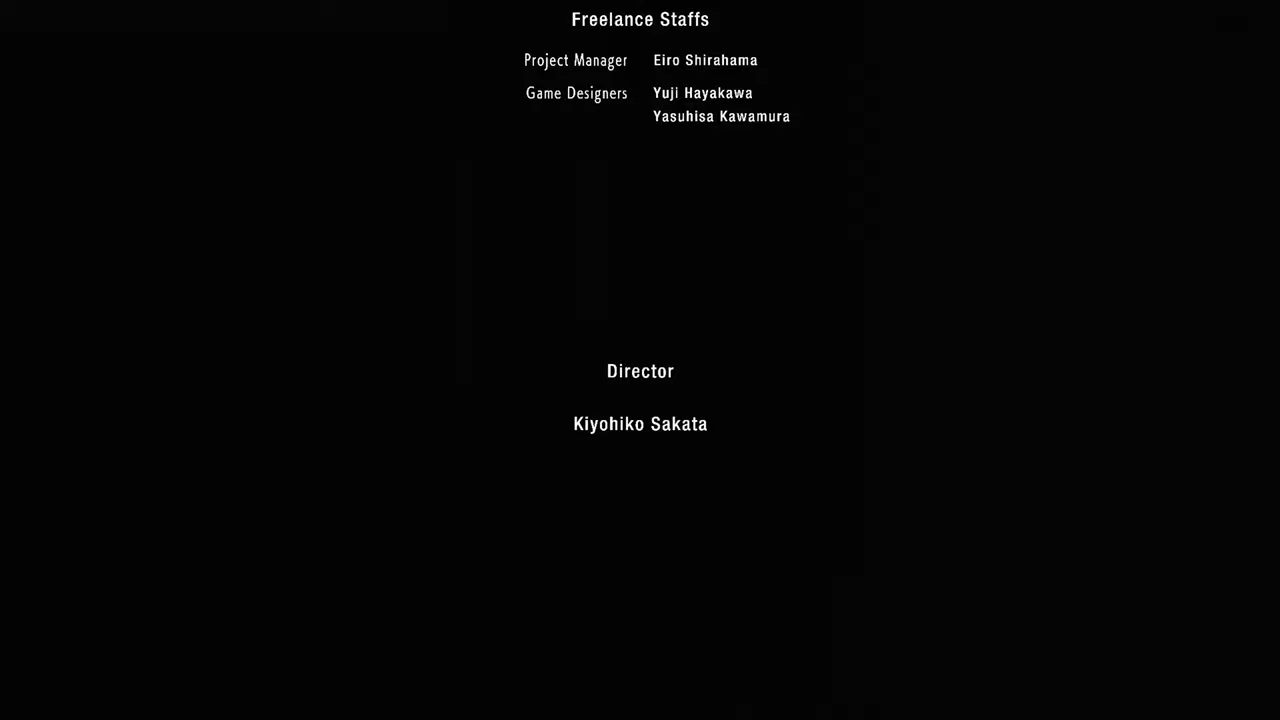 Freelance Staffs
Project Manager Eiro Shirahama
Game Designers Yuji Hayakawa
Yasuhisa Kawamura
Director
Kiyohiko Sakata